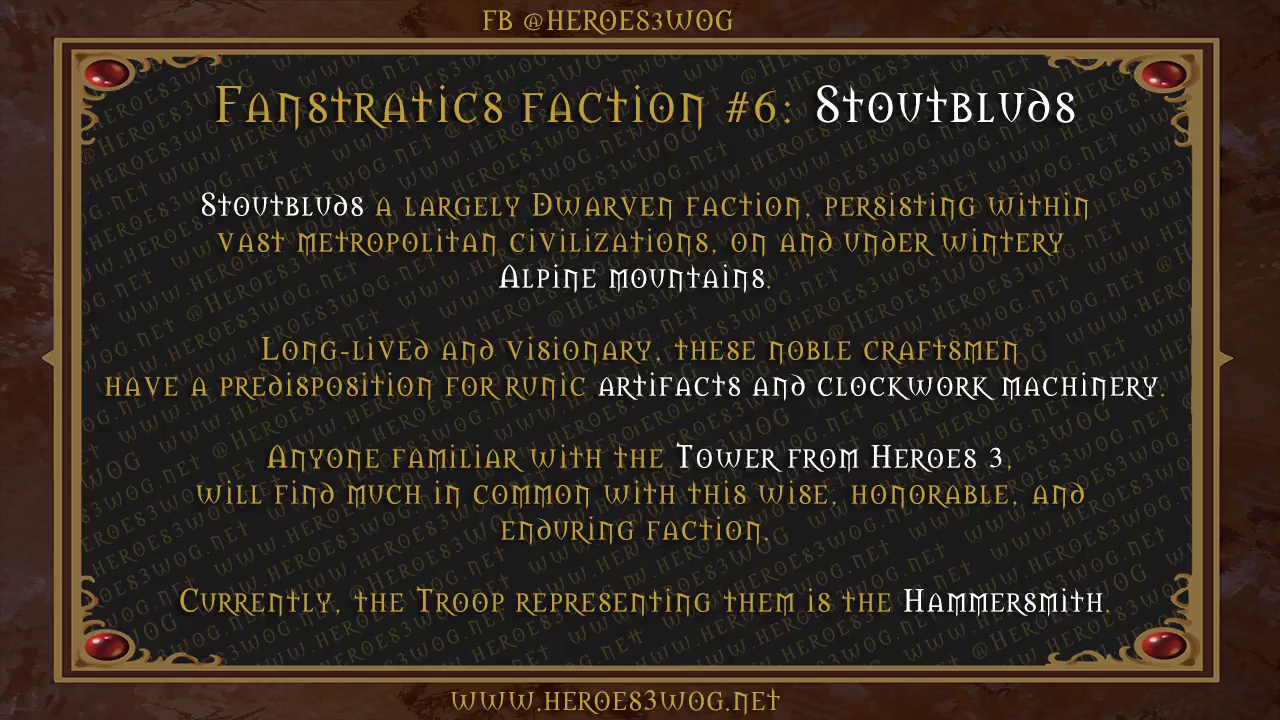 FB @HEROES3WOG
Fanstratics faction #6: Stoutbluds
Stoutbluds a largely Dwarven faction, persisting within
vast metropolitan civilizations, on and under wintery
Alpine mountains.
Long-lived and visionary, these noble craftsmen
have a predisposition for runic artifacts and clockwork machinery.
Anyone familiar with the Tower from Heroes 3,
will find much in common with this wise, honorable, and
enduring faction.
Currently, the Troop representing them is the Hammersmith.
www.heroes3wog.net